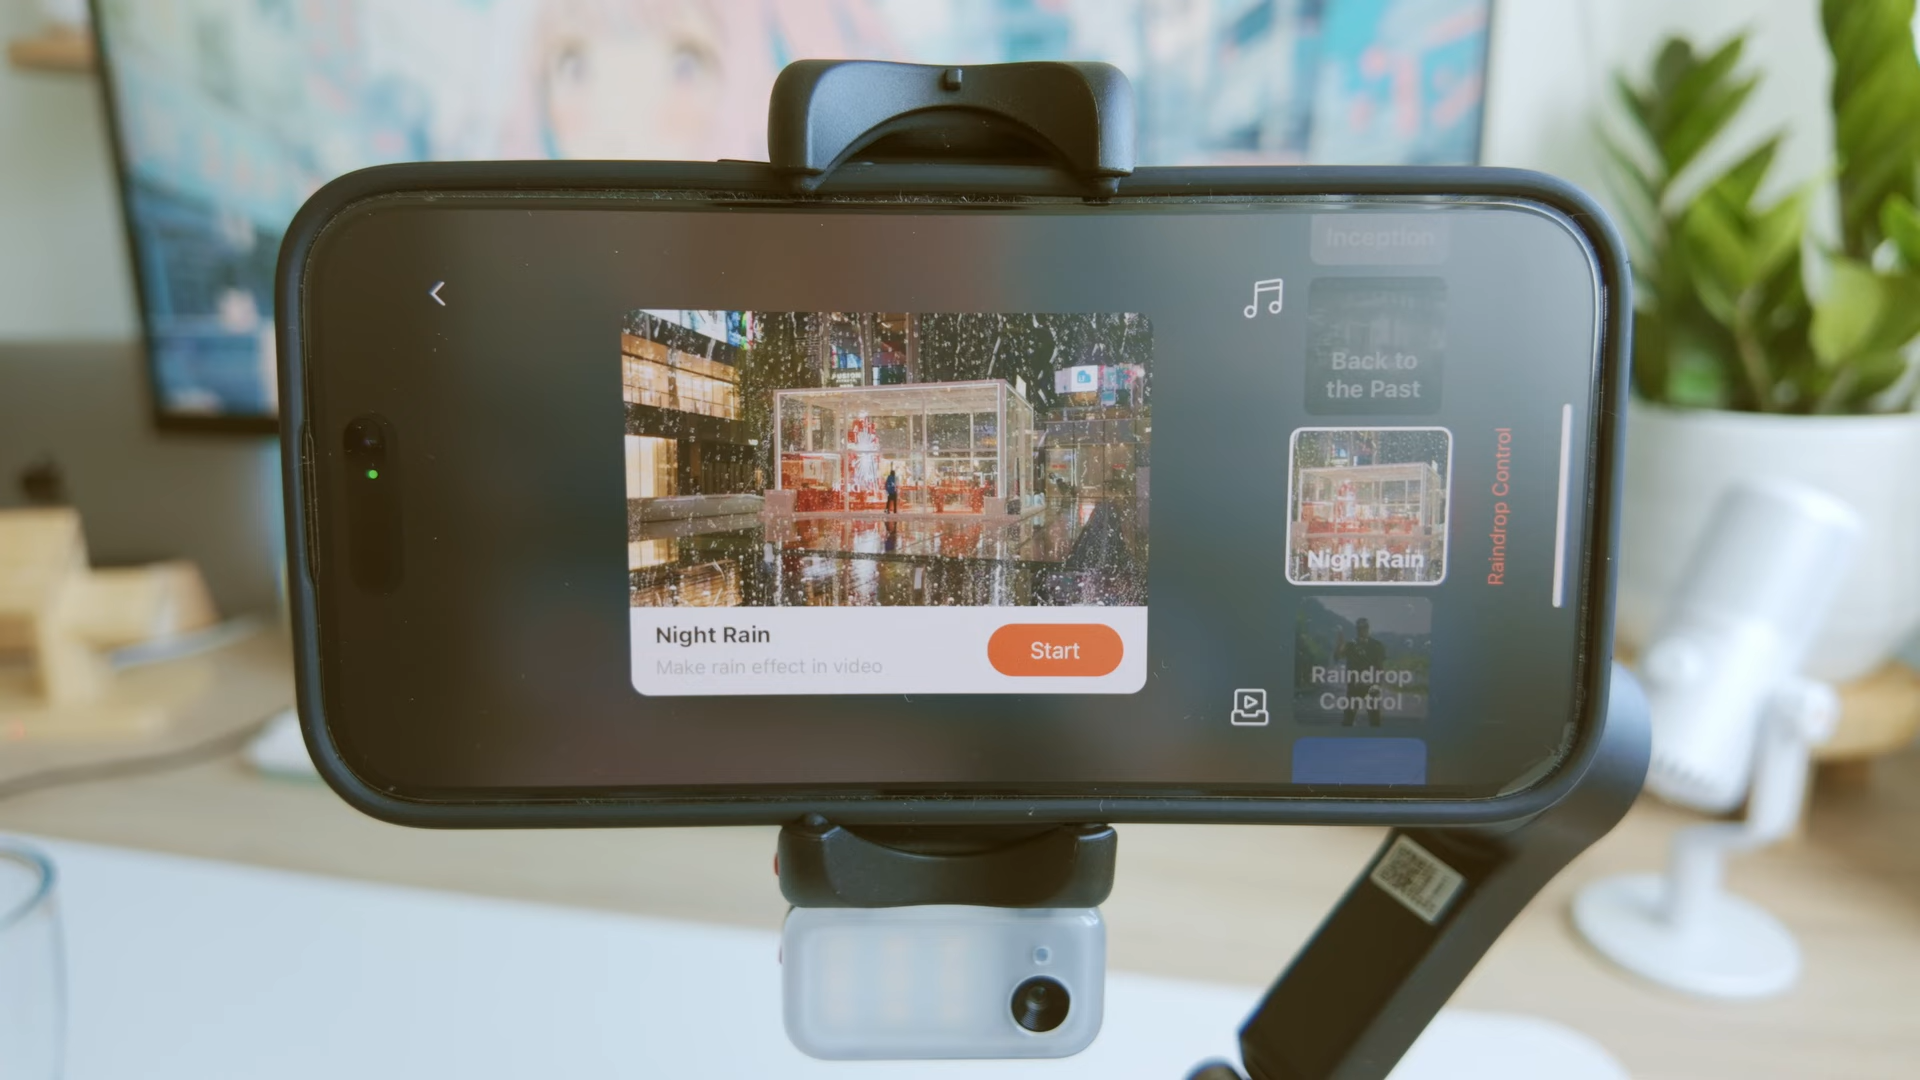 Inception
Back to
the Past
Night Rain
Raindrop Control
Raindrop
Control
Night Rain
Make rain effect in video
Start